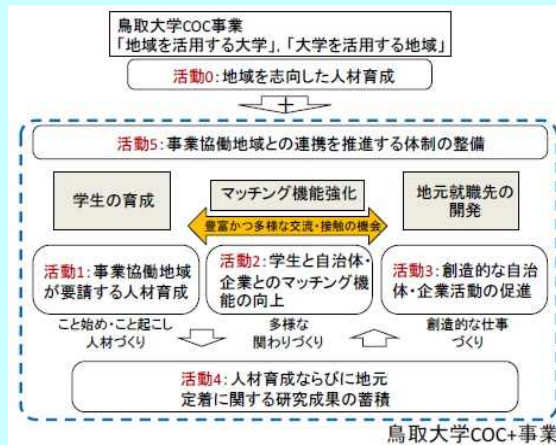 鳥取大学COC事業
「地域を活用する大学」，「大学を活用する地域」
活動0：地域を志向した人材育成
＋
活動5：事業協働地域との連携を推進する体制の整備
学生の育成
マッチング機能強化
地元就職先の
開発
豊富かつ多様な交流・接触の機会
活動1：事業協働地域
が要請する人材育成
活動2：学生と自治体・
企業とのマッチング機
能の向上
活動3：創造的な自治
体・企業活動の促進
こと始め・こと起こし
人材づくり
多様な
関わりづくり
創造的な仕事
づくり
活動4：人材育成ならびに地元
定着に関する研究成果の蓄積
鳥取大学COC+事業